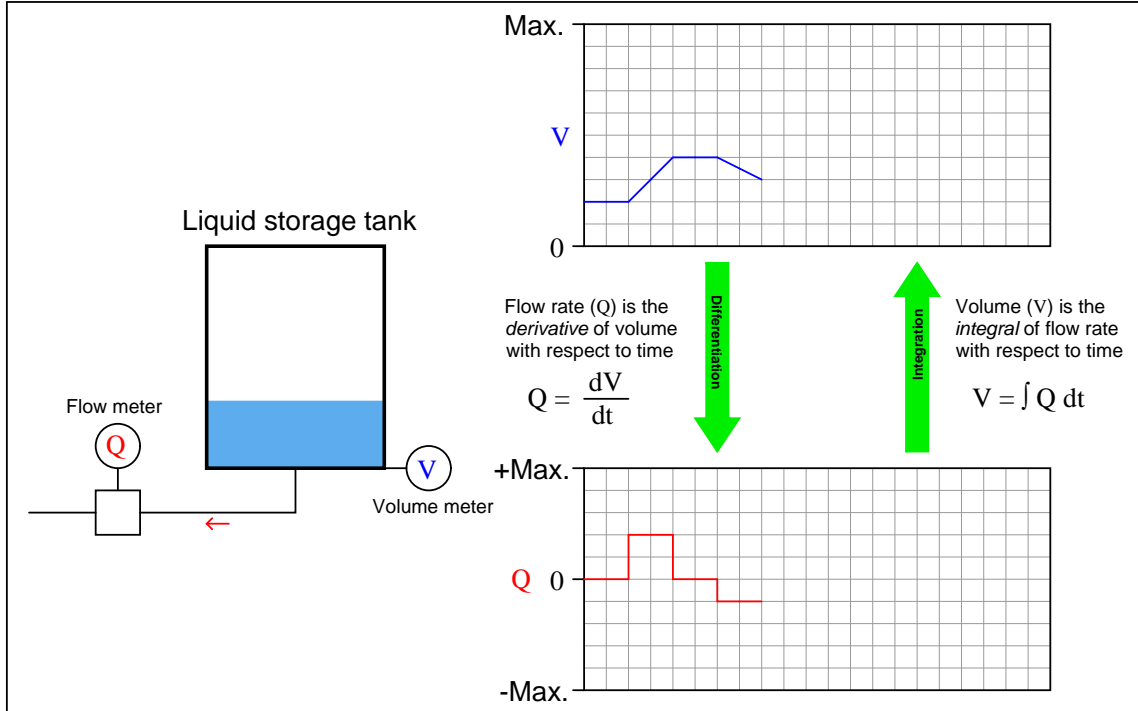 Max.
V
0
Liquid storage tank
Flow meter
Q
V
Volume meter
Flow rate (Q) is the
derivative of volume
with respect to time
Q = dV
dt
Differentiation
Integration
Volume (V) is the
integral of flow rate
with respect to time
V = ∫ Q dt
+Max.
Q 0
-Max.